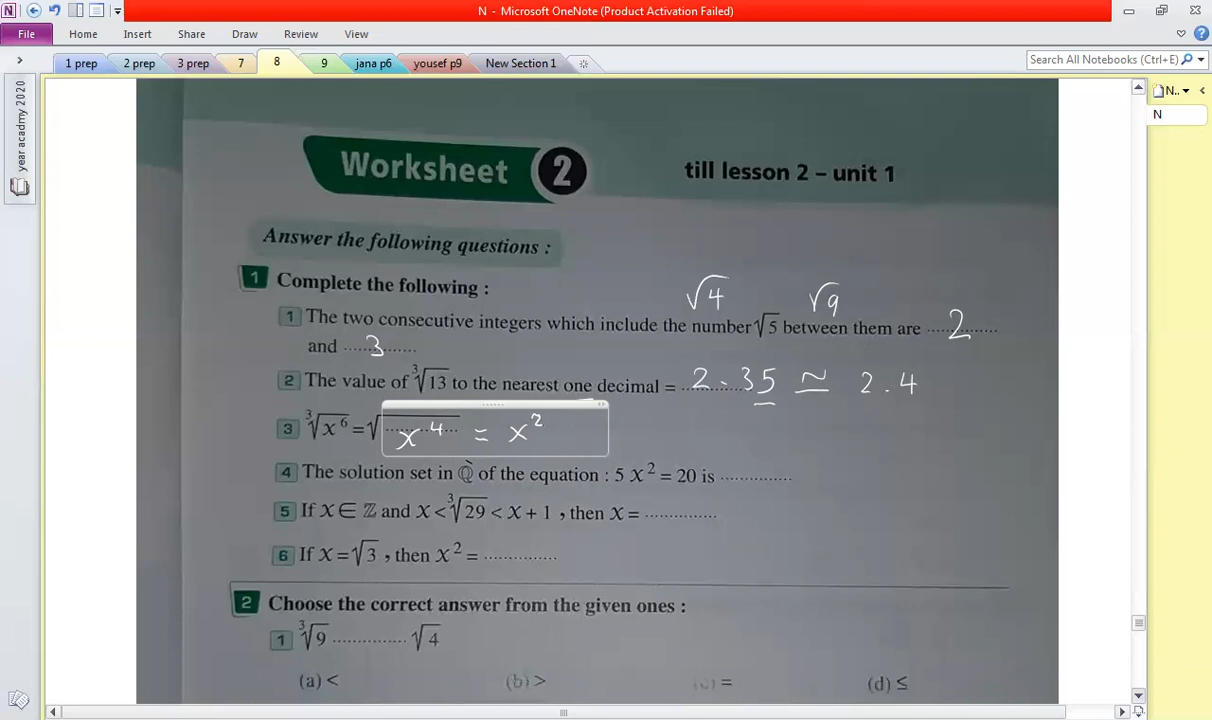 N - Microsoft OneNote (Product Activation Failed)
File Home Insert Share Draw Review View
1 prep 2 prep 3 prep 7 8 9 jana p6 yousef p9 New Section 1
Search All Notebooks (Ctrl+E)
N..
N
year acadmy 2020
Worksheet 2
till lesson 2 – unit 1
Answer the following questions :
1 Complete the following :
√4 √9
1 The two consecutive integers which include the number √5 between them are ......2......
and ......3......
2 The value of ∛13 to the nearest one decimal = ......2.35 ≈ 2.4
3 ∛x⁶ = √x⁴ = x²
4 The solution set in ℚ̀ of the equation : 5 x² = 20 is ..............
5 If x ∈ ℤ and x < ∛29 < x + 1 , then x = ..............
6 If x = √3 , then x² = ..............
2 Choose the correct answer from the given ones :
1 ∛9 .............. √4
(a) < (b) > (c) = (d) ≤